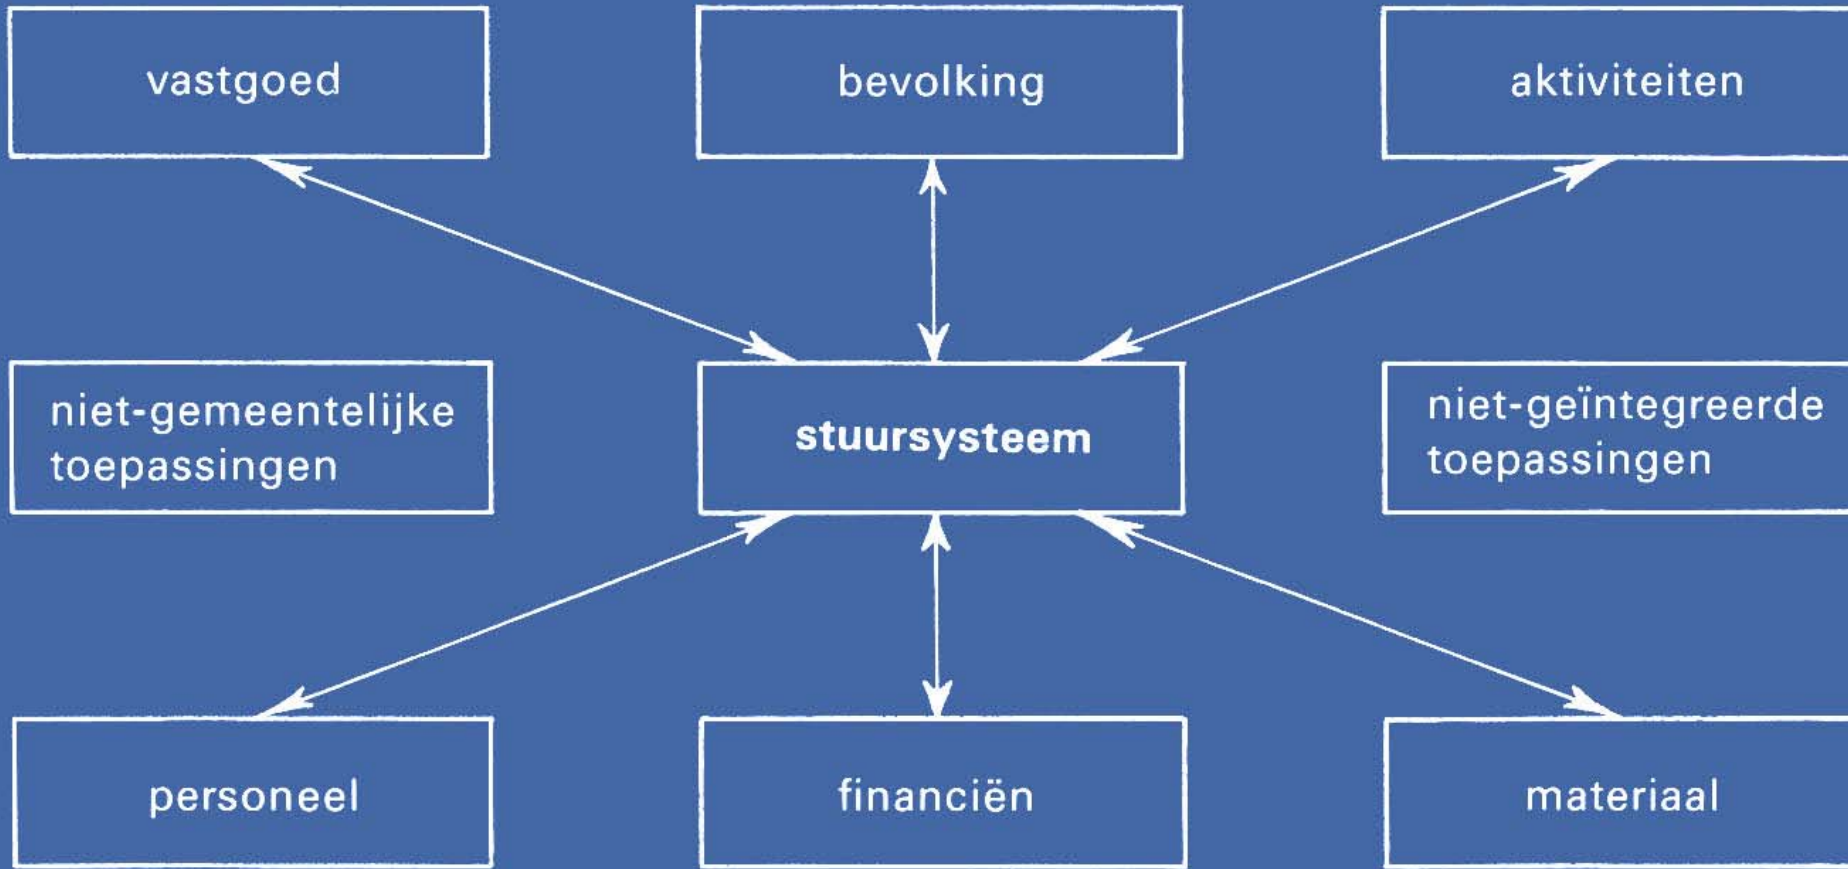 vastgoed
bevolking
aktiviteiten
niet-gemeentelijke
toepassingen
stuursysteem
niet-geïntegreerde
toepassingen
personeel
financiën
materiaal